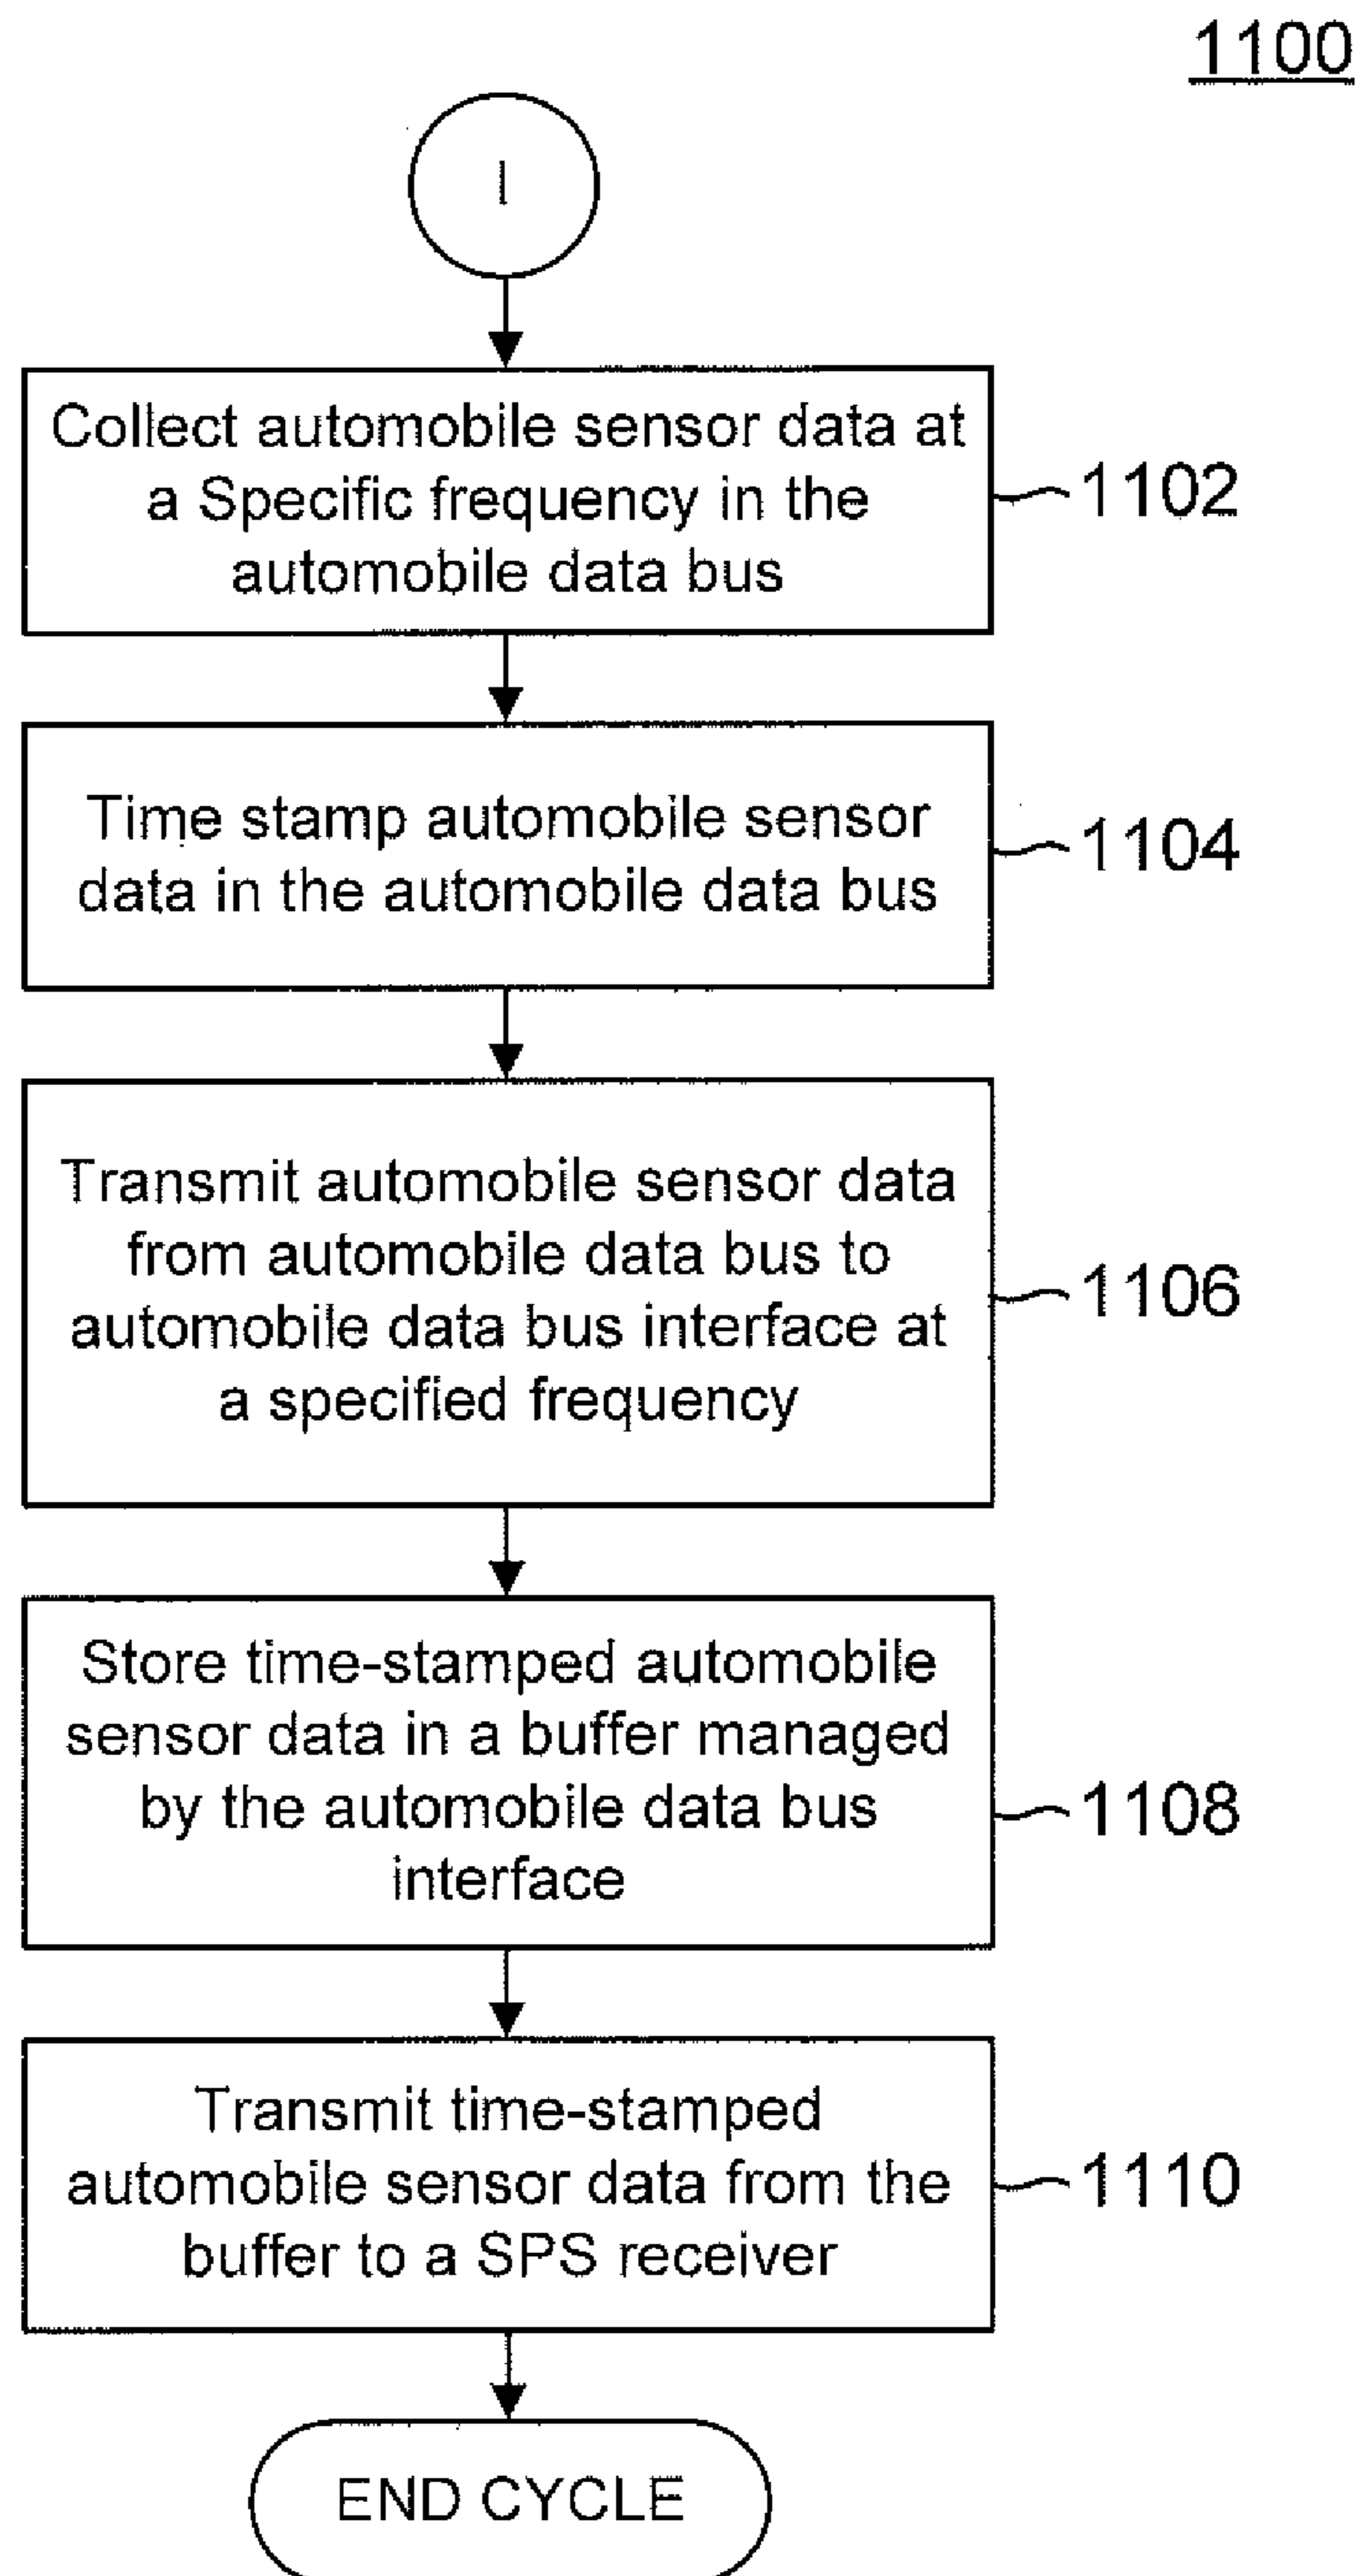 1100
I
Collect automobile sensor data at
a Specific frequency in the
automobile data bus
1102
Time stamp automobile sensor
data in the automobile data bus
1104
Transmit automobile sensor data
from automobile data bus to
automobile data bus interface at
a specified frequency
1106
Store time-stamped automobile
sensor data in a buffer managed
by the automobile data bus
interface
1108
Transmit time-stamped
automobile sensor data from the
buffer to a SPS receiver
1110
END CYCLE